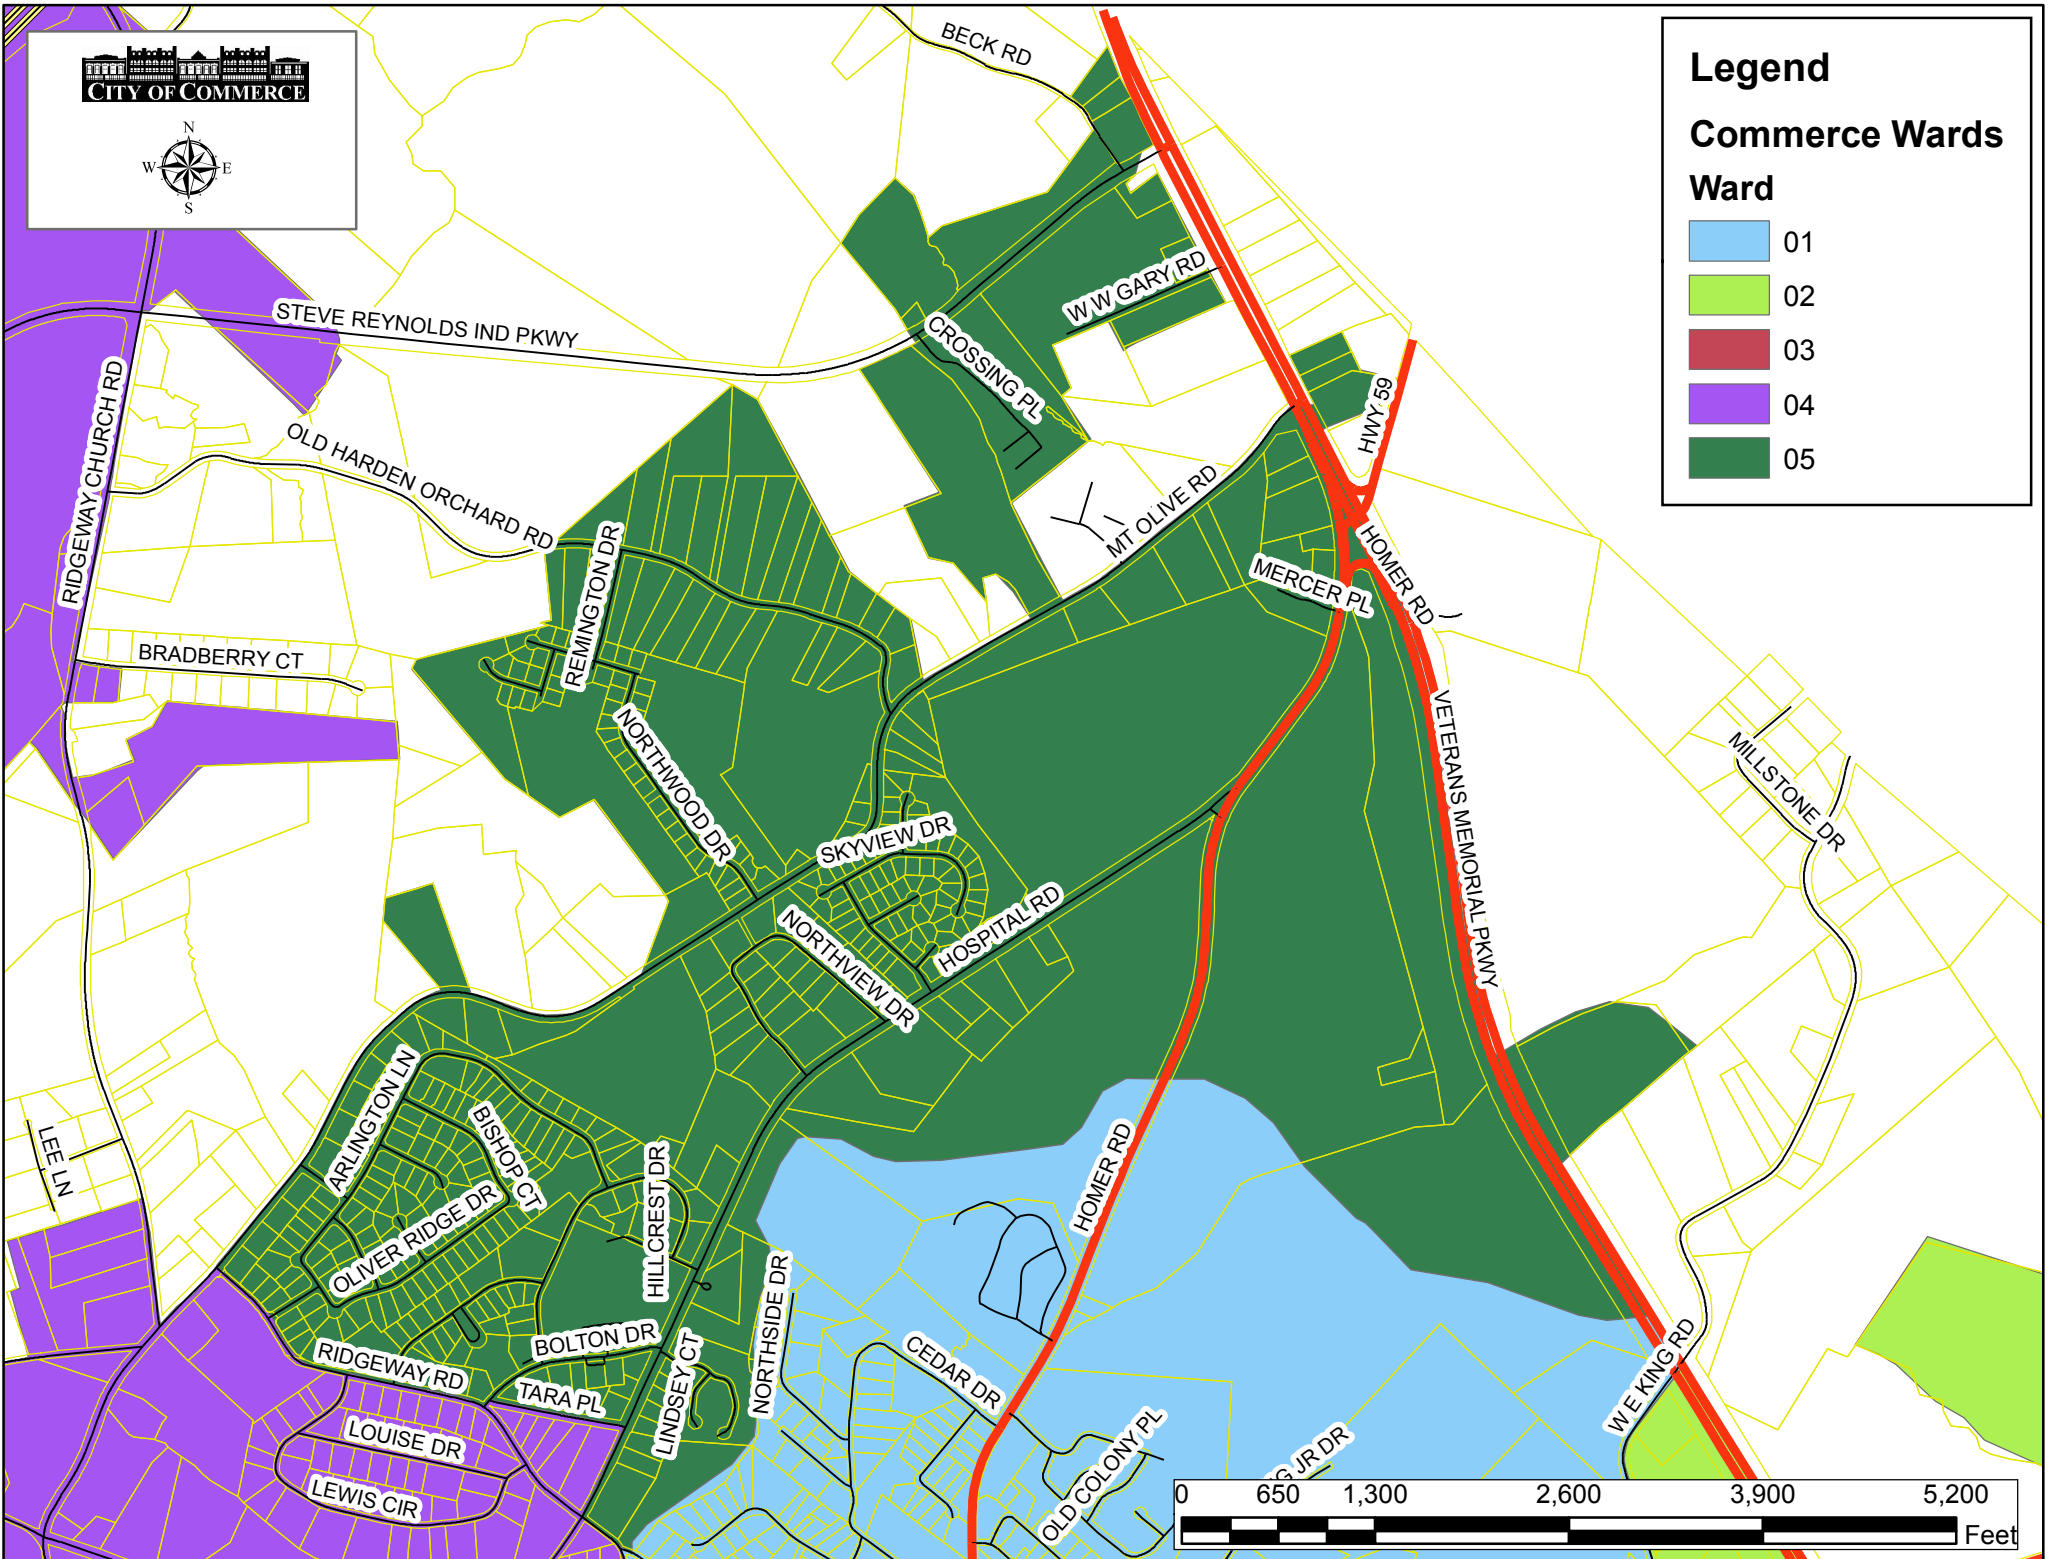 CITY OF COMMERCE
N
W
E
S
Legend
Commerce Wards
Ward
01
02
03
04
05
BECK RD
STEVE REYNOLDS IND PKWY
W W GARY RD
CROSSING PL
HWY 59
RIDGEWAY CHURCH RD
OLD HARDEN ORCHARD RD
MT OLIVE RD
REMINGTON DR
MERCER PL
HOMER RD
BRADBERRY CT
NORTHWOOD DR
VETERANS MEMORIAL PKWY
MILLSTONE DR
SKYVIEW DR
HOSPITAL RD
NORTHVIEW DR
ARLINGTON LN
BISHOP CT
LEE LN
HILLCREST DR
HOMER RD
OLIVER RIDGE DR
NORTHSIDE DR
BOLTON DR
RIDGEWAY RD
TARA PL
LINDSEY CT
CEDAR DR
W E KING RD
LOUISE DR
LEWIS CIR
OLD COLONY PL
G JR DR
0 650 1,300 2,600 3,900 5,200
Feet